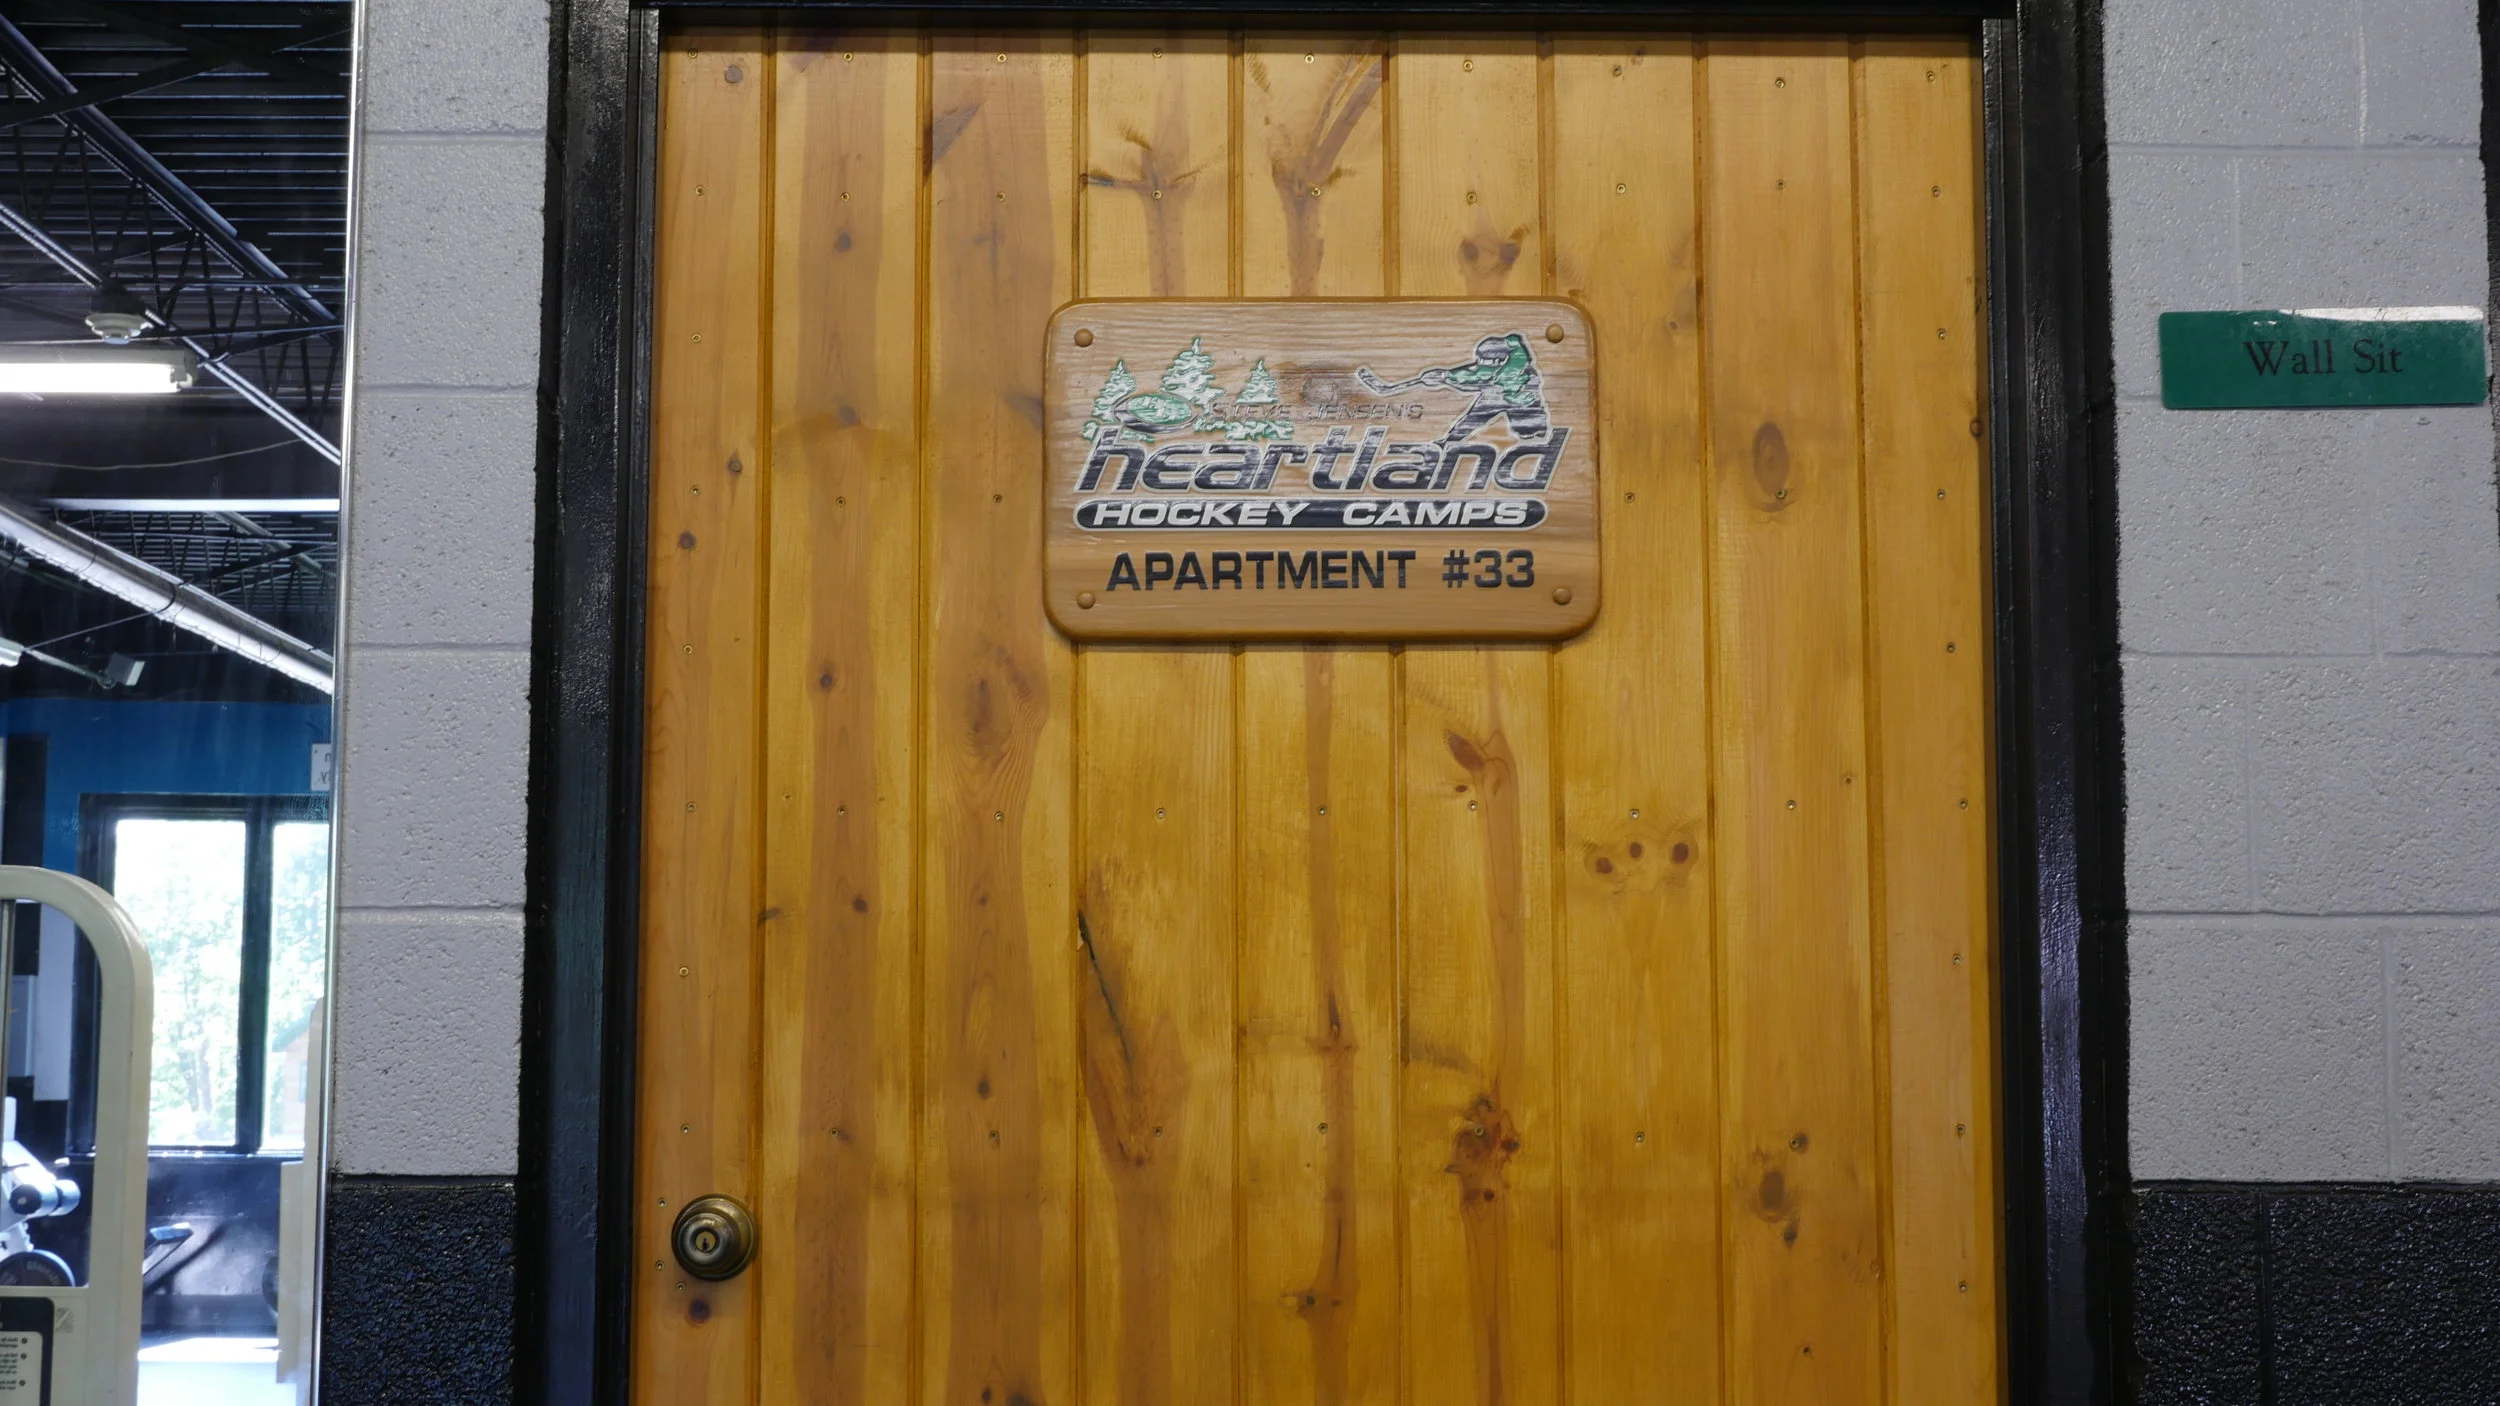 STEVE JENSEN'S
heartland
HOCKEY CAMPS
APARTMENT #33
Wall Sit